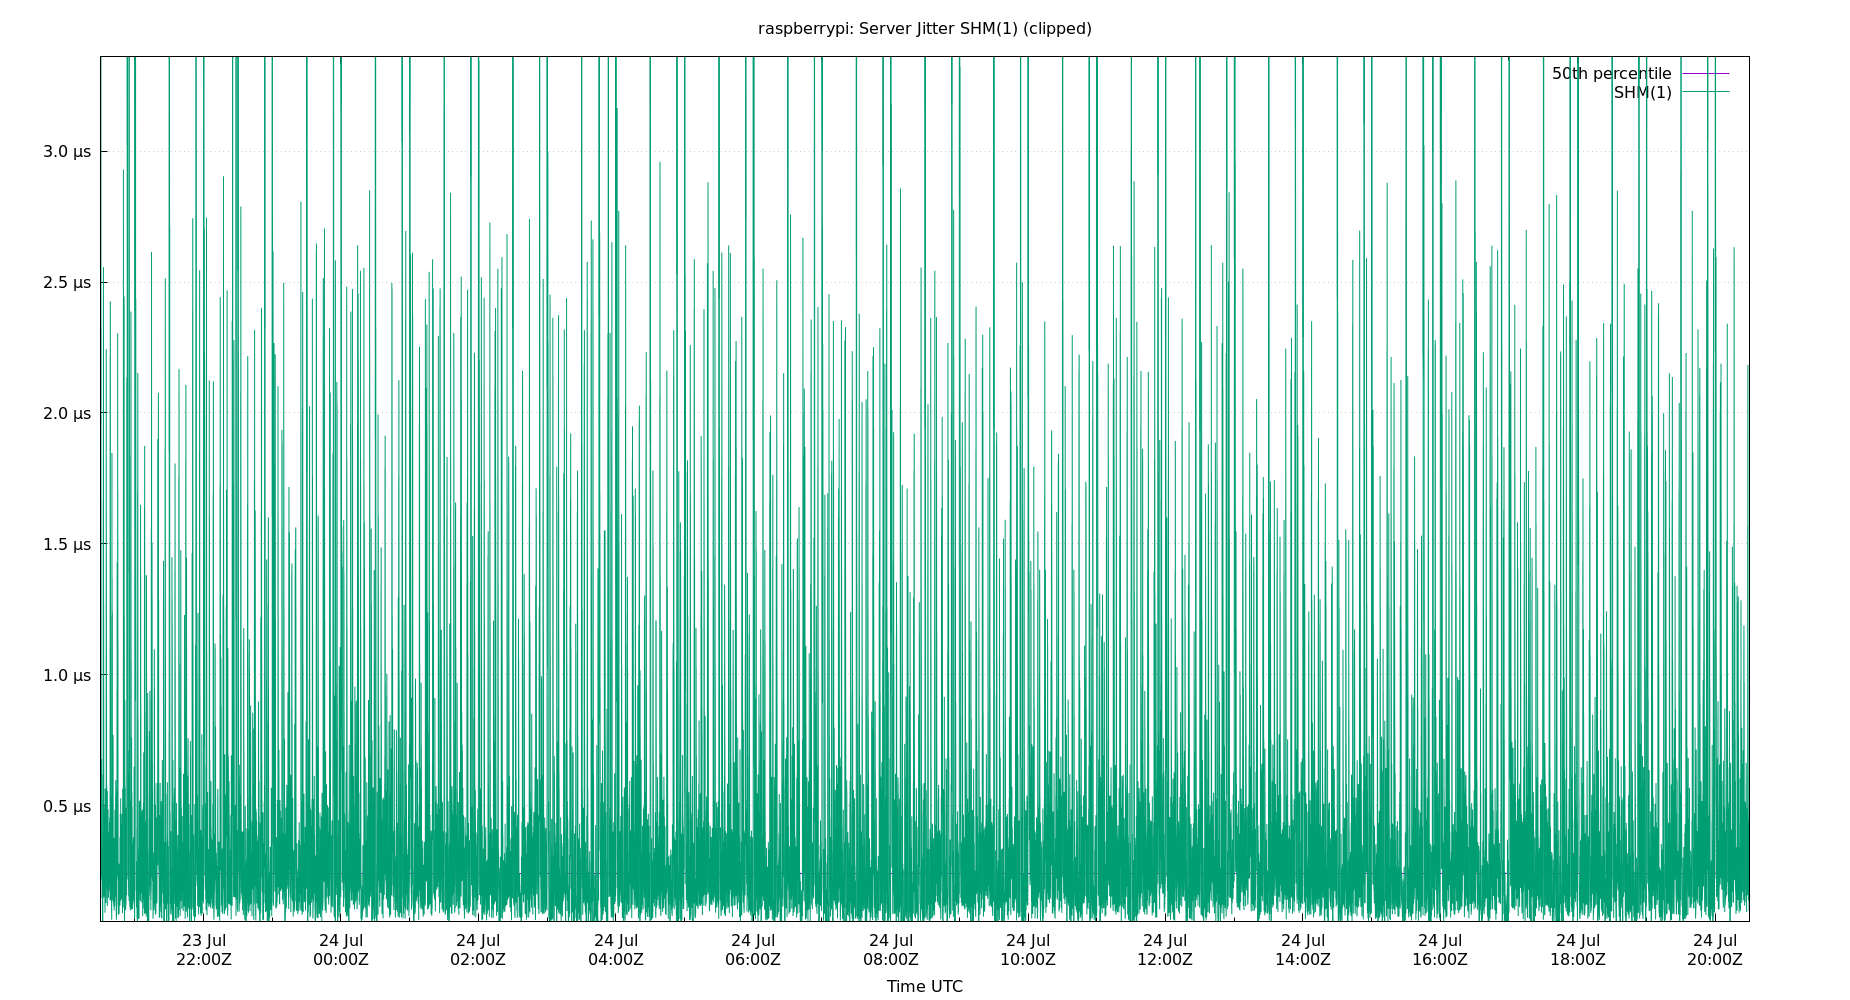 raspberrypi: Server Jitter SHM(1) (clipped)
50th percentile
SHM(1)
3.0 μs
2.5 μs
2.0 μs
1.5 μs
1.0 μs
0.5 μs
23 Jul 24 Jul 24 Jul 24 Jul 24 Jul 24 Jul 24 Jul 24 Jul 24 Jul 24 Jul 24 Jul 24 Jul
22:00Z 00:00Z 02:00Z 04:00Z 06:00Z 08:00Z 10:00Z 12:00Z 14:00Z 16:00Z 18:00Z 20:00Z
Time UTC